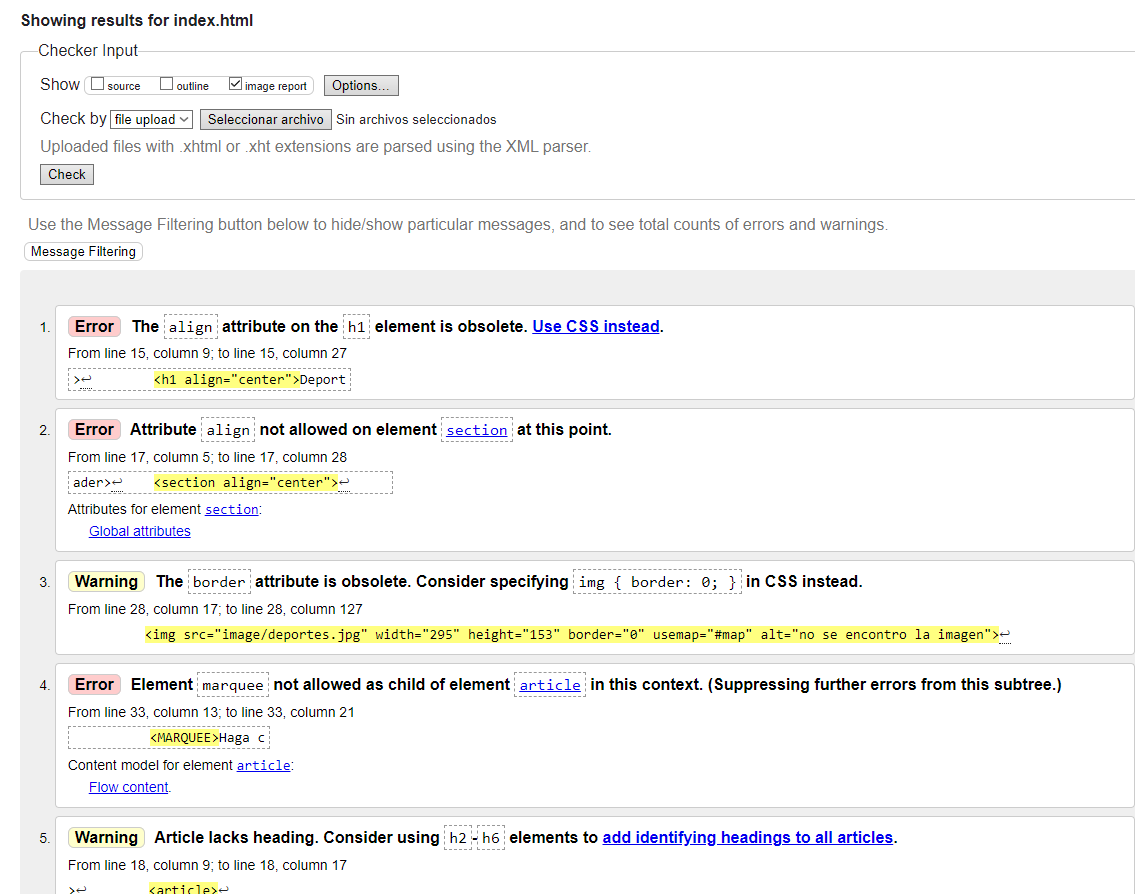 Showing results for index.html
Checker Input
Show source outline image report Options...
Check by file upload Seleccionar archivo Sin archivos seleccionados
Uploaded files with .xhtml or .xht extensions are parsed using the XML parser.
Check
Use the Message Filtering button below to hide/show particular messages, and to see total counts of errors and warnings.
Message Filtering
1. Error The align attribute on the h1 element is obsolete. Use CSS instead.
From line 15, column 9; to line 15, column 27
>↩ <h1 align="center">Deport
2. Error Attribute align not allowed on element section at this point.
From line 17, column 5; to line 17, column 28
ader>↩ <section align="center">↩
Attributes for element section:
Global attributes
3. Warning The border attribute is obsolete. Consider specifying img { border: 0; } in CSS instead.
From line 28, column 17; to line 28, column 127
<img src="image/deportes.jpg" width="295" height="153" border="0" usemap="#map" alt="no se encontro la imagen">↩
4. Error Element marquee not allowed as child of element article in this context. (Suppressing further errors from this subtree.)
From line 33, column 13; to line 33, column 21
<MARQUEE>Haga c
Content model for element article:
Flow content.
5. Warning Article lacks heading. Consider using h2-h6 elements to add identifying headings to all articles.
From line 18, column 9; to line 18, column 17
>↩ <article>↩